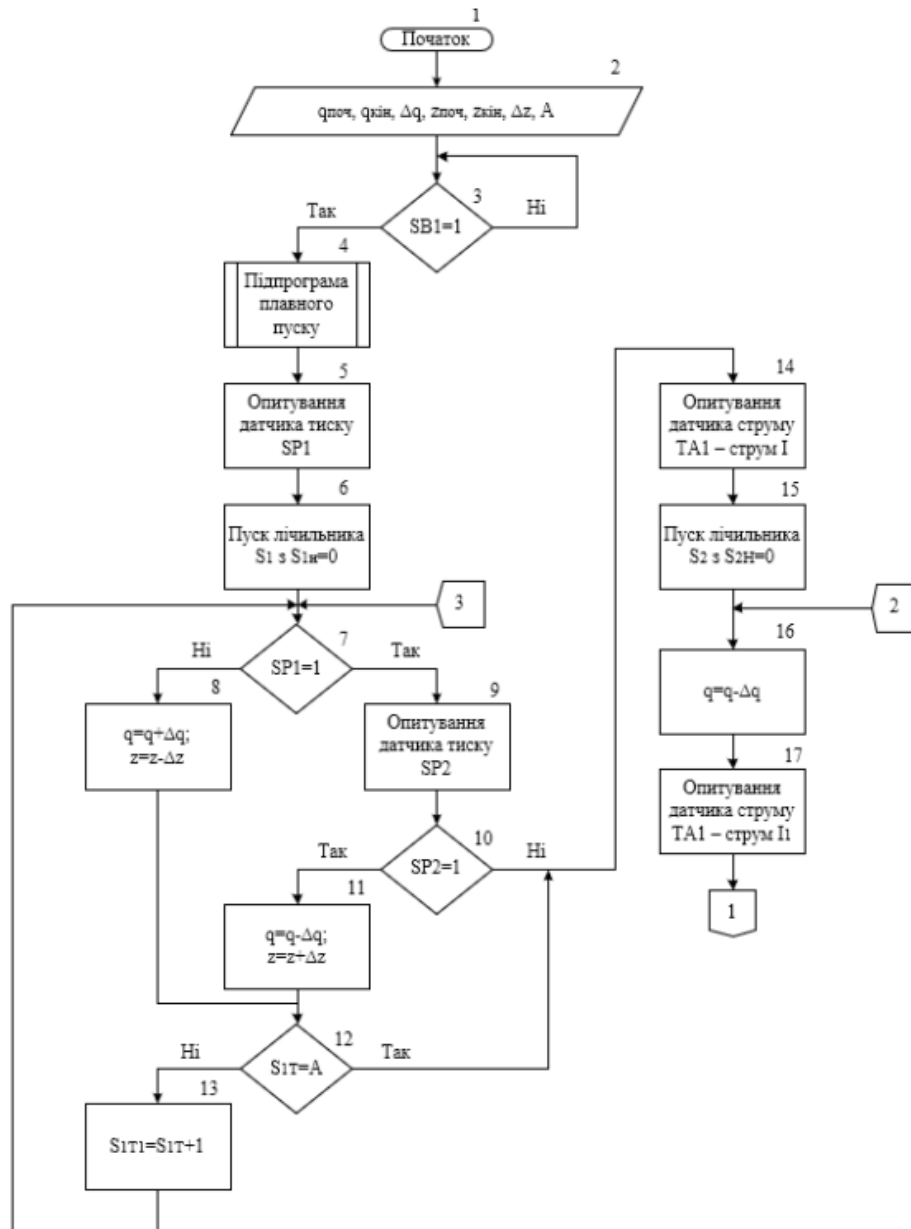 1
Початок
2
qпоч, qкін, Δq, zпоч, zкін, Δz, A
3
SB1=1
Так
Ні
4
Підпрограма
плавного
пуску
5
Опитування
датчика тиску
SP1
6
Пуск лічильника
S1 з S1н=0
3
7
SP1=1
Ні
Так
8
q=q+Δq;
z=z-Δz
9
Опитування
датчика тиску
SP2
10
SP2=1
Так
Ні
11
q=q-Δq;
z=z+Δz
12
S1т=A
Ні
Так
13
S1т1=S1т+1
14
Опитування
датчика струму
TA1 – струм I
15
Пуск лічильника
S2 з S2Н=0
2
16
q=q-Δq
17
Опитування
датчика струму
TA1 – струм I1
1